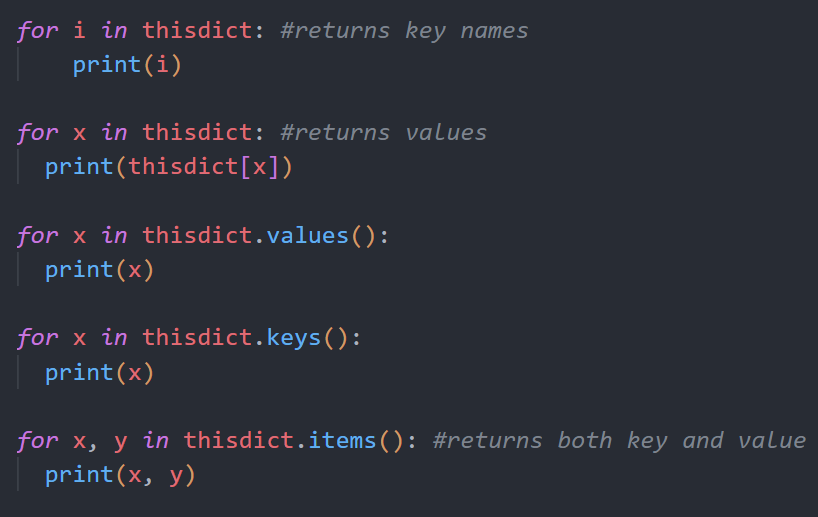 for i in thisdict: #returns key names
    print(i)

for x in thisdict: #returns values
  print(thisdict[x])

for x in thisdict.values():
  print(x)

for x in thisdict.keys():
  print(x)

for x, y in thisdict.items(): #returns both key and value
  print(x, y)